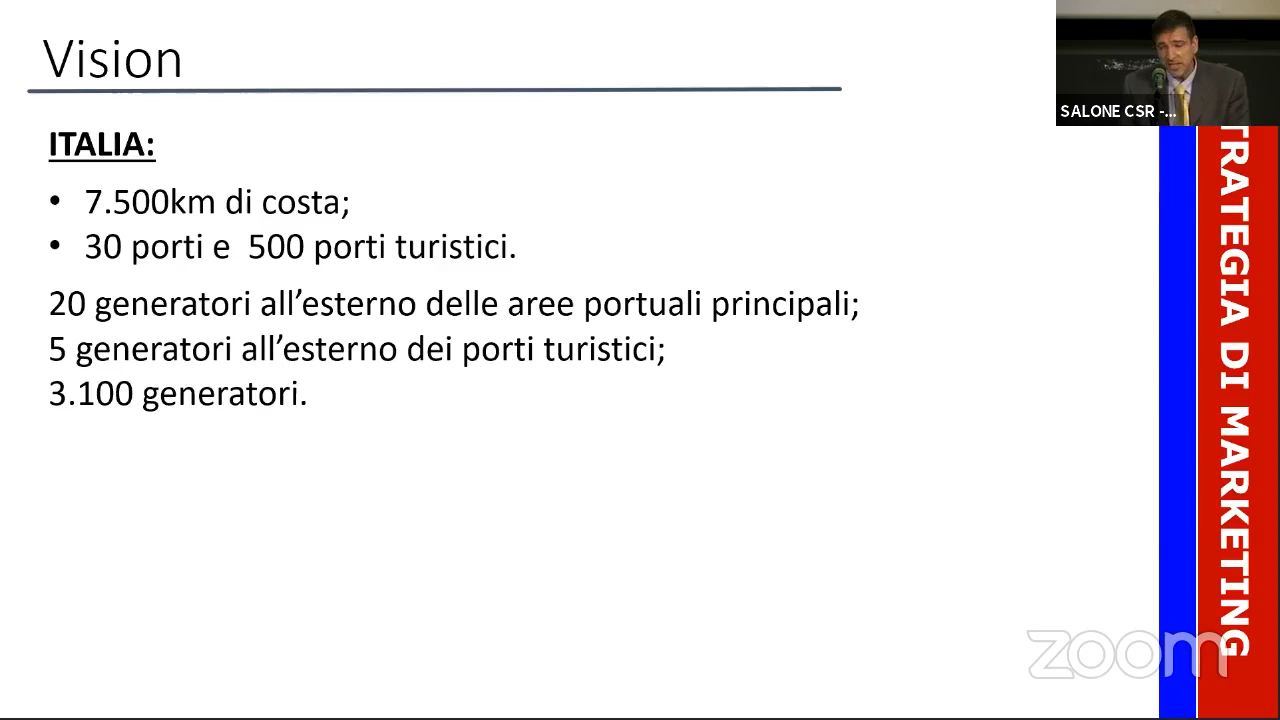 Vision
SALONE CSR -...
ITALIA:
• 7.500km di costa;
• 30 porti e 500 porti turistici.
20 generatori all’esterno delle aree portuali principali;
5 generatori all’esterno dei porti turistici;
3.100 generatori.
TRATEGIA DI MARKETING
zoom